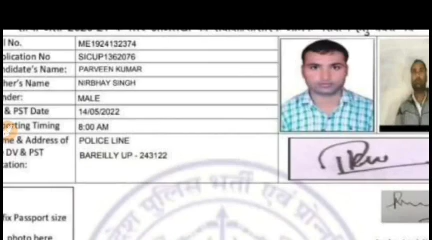 l No. ME1924132374
plication No SICUP1362076
ndidate's Name: PARVEEN KUMAR
her's Name NIRBHAY SINGH
nder: MALE
& PST Date 14/05/2022
orting Timing 8:00 AM
me & Address of POLICE LINE
DV & PST BAREILLY UP - 243122
ation:
देश पुलिस भर्ती एवं प्रोन्न
fix Passport size
photo here